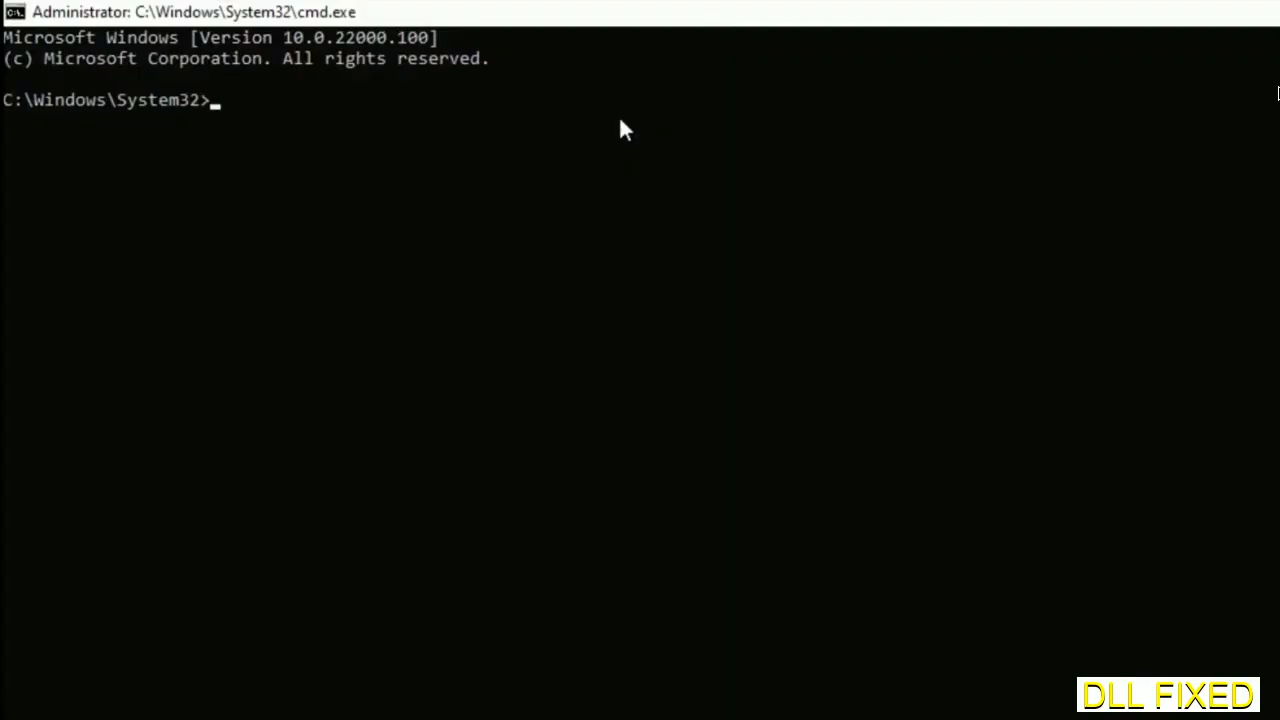 Administrator: C:\Windows\System32\cmd.exe
Microsoft Windows [Version 10.0.22000.100]
(c) Microsoft Corporation. All rights reserved.
C:\Windows\System32>
DLL FIXED